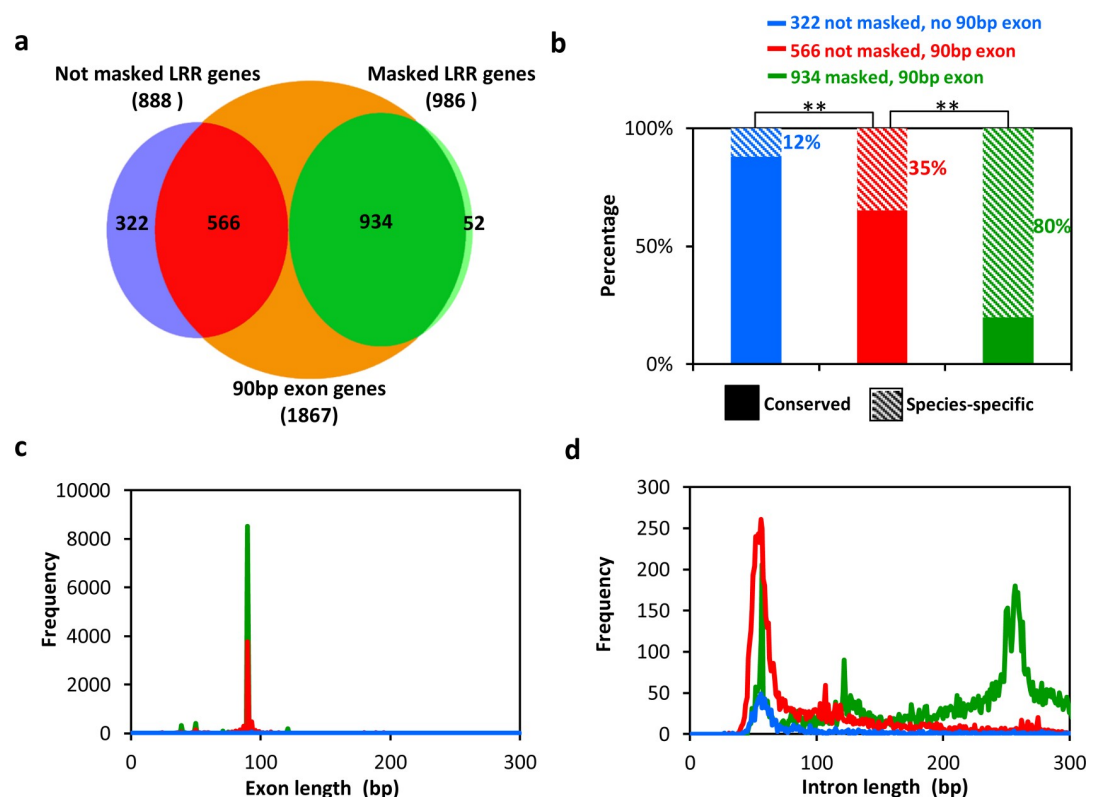 a
Not masked LRR genes
(888 )
Masked LRR genes
(986 )
322
566
934
52
90bp exon genes
(1867)
b
322 not masked, no 90bp exon
566 not masked, 90bp exon
934 masked, 90bp exon
**
**
100%
50%
0%
Percentage
12%
35%
80%
Conserved
Species-specific
c
10000
8000
6000
4000
2000
0
Frequency
0
100
200
300
Exon length (bp)
d
300
250
200
150
100
50
0
Frequency
0
100
200
300
Intron length (bp)